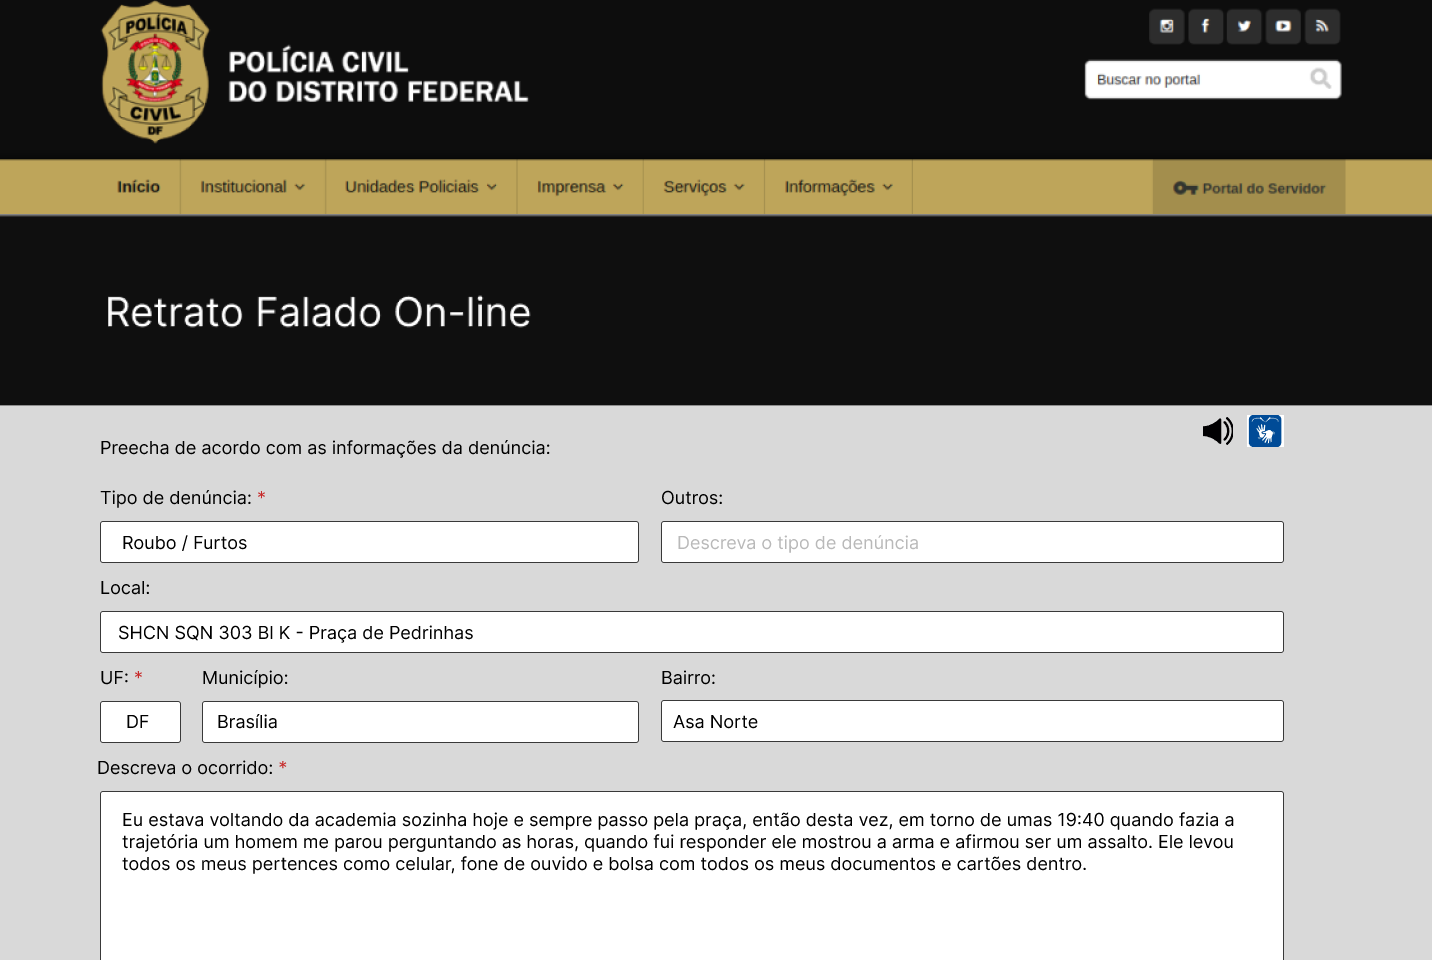 POLÍCIA
CIVIL
DF
POLÍCIA CIVIL
DO DISTRITO FEDERAL
Buscar no portal
Início
Institucional
Unidades Policiais
Imprensa
Serviços
Informações
Portal do Servidor
Retrato Falado On-line
Preecha de acordo com as informações da denúncia:
Tipo de denúncia: *
Outros:
Roubo / Furtos
Descreva o tipo de denúncia
Local:
SHCN SQN 303 Bl K - Praça de Pedrinhas
UF: *
Município:
Bairro:
DF
Brasília
Asa Norte
Descreva o ocorrido: *
Eu estava voltando da academia sozinha hoje e sempre passo pela praça, então desta vez, em torno de umas 19:40 quando fazia a
trajetória um homem me parou perguntando as horas, quando fui responder ele mostrou a arma e afirmou ser um assalto. Ele levou
todos os meus pertences como celular, fone de ouvido e bolsa com todos os meus documentos e cartões dentro.